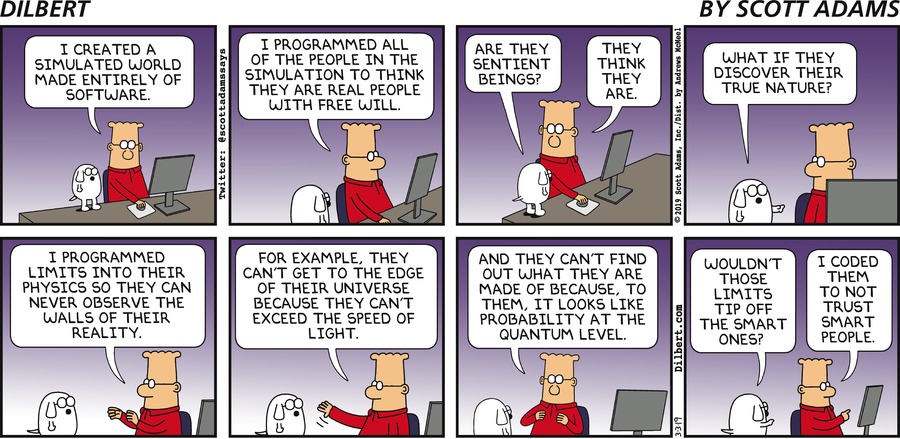 DILBERT
BY SCOTT ADAMS
I CREATED A
SIMULATED WORLD
MADE ENTIRELY OF
SOFTWARE.
Twitter: @scottadamssays
I PROGRAMMED ALL
OF THE PEOPLE IN THE
SIMULATION TO THINK
THEY ARE REAL PEOPLE
WITH FREE WILL.
ARE THEY
SENTIENT
BEINGS?
THEY
THINK
THEY
ARE.
©2019 Scott Adams, Inc./Dist. by Andrews McMeel
WHAT IF THEY
DISCOVER THEIR
TRUE NATURE?
I PROGRAMMED
LIMITS INTO THEIR
PHYSICS SO THEY CAN
NEVER OBSERVE THE
WALLS OF THEIR
REALITY.
FOR EXAMPLE, THEY
CAN'T GET TO THE EDGE
OF THEIR UNIVERSE
BECAUSE THEY CAN'T
EXCEED THE SPEED OF
LIGHT.
AND THEY CAN'T FIND
OUT WHAT THEY ARE
MADE OF BECAUSE, TO
THEM, IT LOOKS LIKE
PROBABILITY AT THE
QUANTUM LEVEL.
3-3-19
Dilbert.com
WOULDN'T
THOSE
LIMITS
TIP OFF
THE SMART
ONES?
I CODED
THEM
TO NOT
TRUST
SMART
PEOPLE.